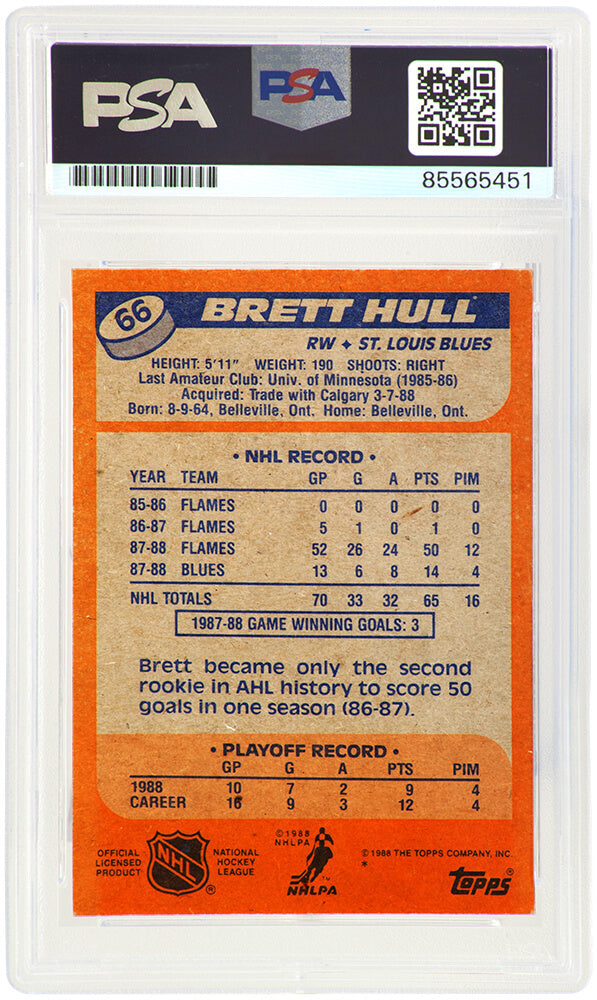 PSA
PSA
85565451
66
BRETT HULL
RW ✦ ST. LOUIS BLUES
HEIGHT: 5'11" WEIGHT: 190 SHOOTS: RIGHT
Last Amateur Club: Univ. of Minnesota (1985-86)
Acquired: Trade with Calgary 3-7-88
Born: 8-9-64, Belleville, Ont. Home: Belleville, Ont.
• NHL RECORD •
YEAR TEAM GP G A PTS PIM
85-86 FLAMES 0 0 0 0 0
86-87 FLAMES 5 1 0 1 0
87-88 FLAMES 52 26 24 50 12
87-88 BLUES 13 6 8 14 4
NHL TOTALS 70 33 32 65 16
1987-88 GAME WINNING GOALS: 3
Brett became only the second
rookie in AHL history to score 50
goals in one season (86-87).
• PLAYOFF RECORD •
GP G A PTS PIM
1988 10 7 2 9 4
CAREER 16 9 3 12 4
OFFICIAL
LICENSED
PRODUCT
NHL
®
NATIONAL
HOCKEY
LEAGUE
©1988
NHLPA
™
NHLPA
©1988 THE TOPPS COMPANY, INC.
*
topps®